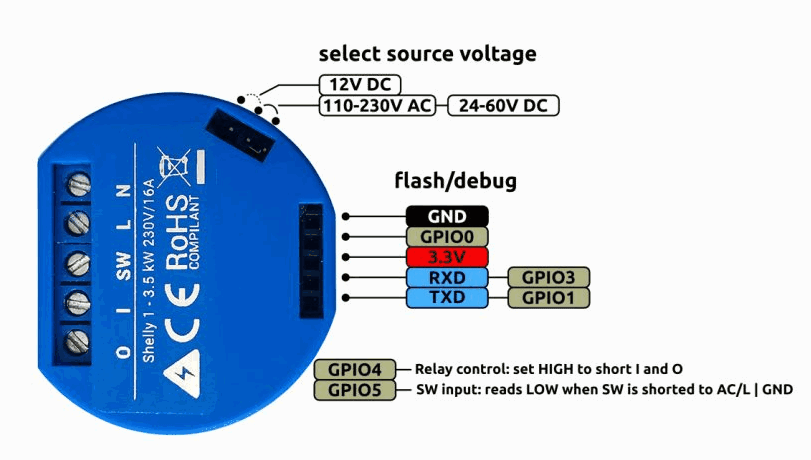 select source voltage
12V DC
110-230V AC 24-60V DC
flash/debug
GND
GPIO0
3.3V
RXD GPIO3
TXD GPIO1
GPIO4 Relay control: set HIGH to short I and O
GPIO5 SW input: reads LOW when SW is shorted to AC/L | GND
O I SW L N
Shelly 1 - 3.5 kW 230V/16A
CE RoHS
COMPILANT